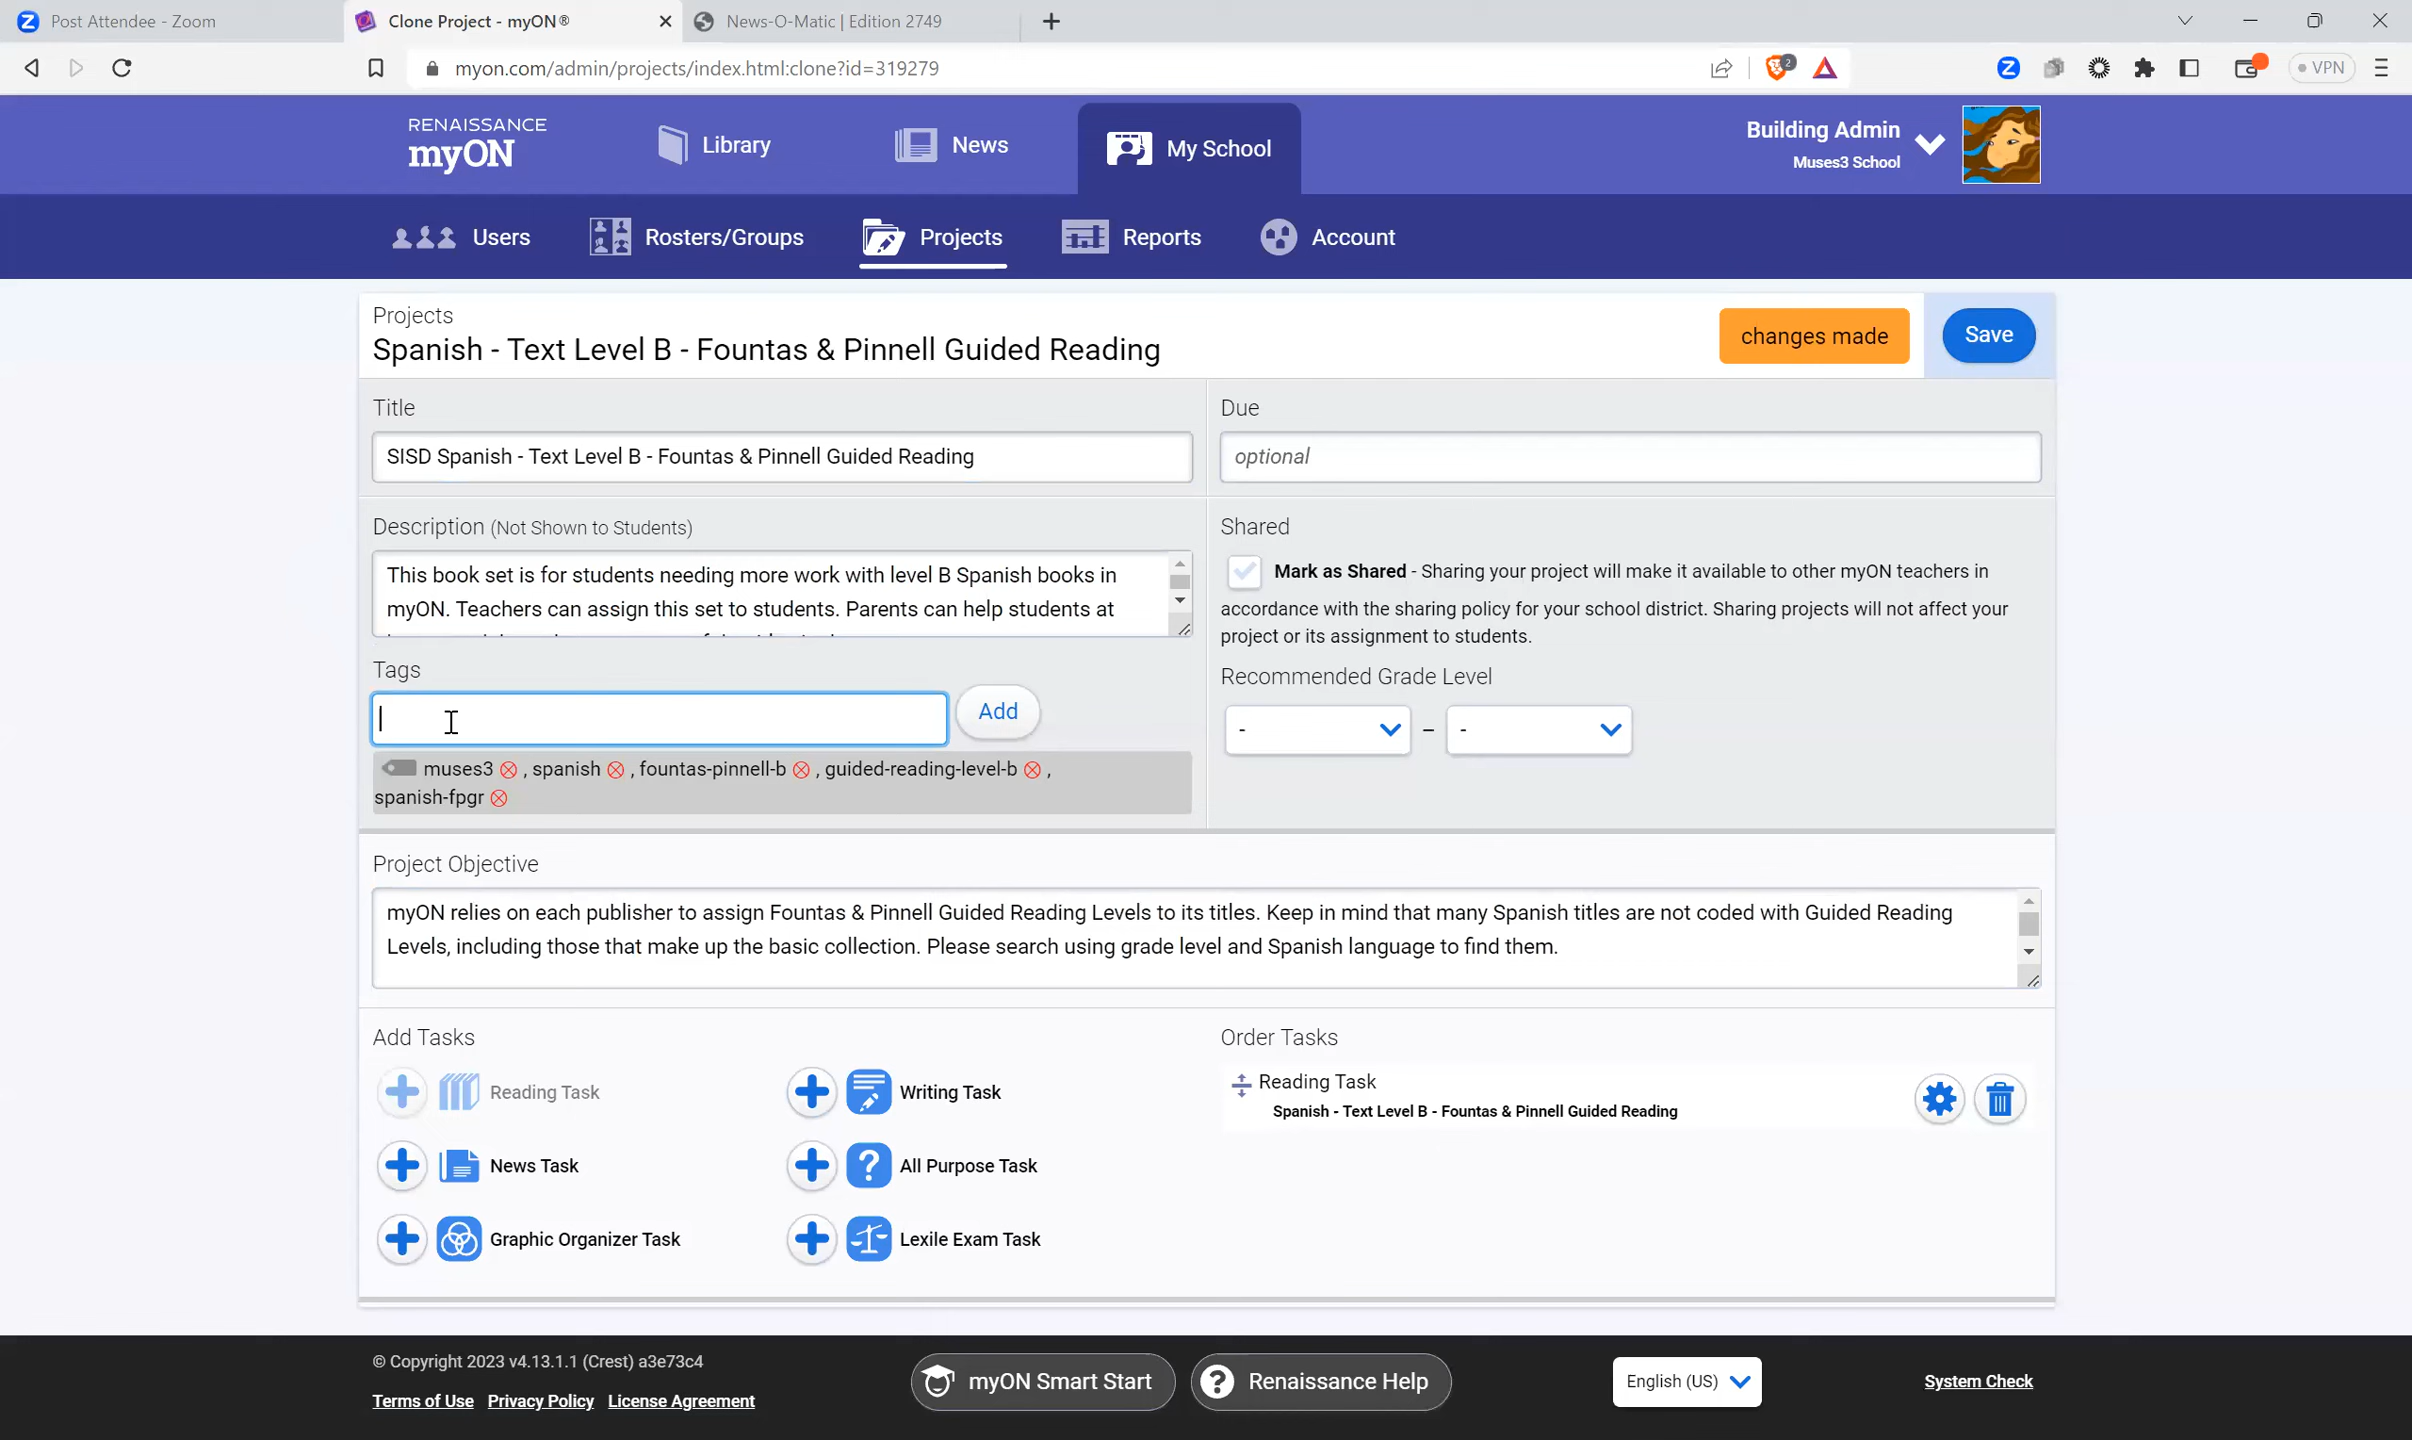 Post Attendee - Zoom
Clone Project - myON®
News-O-Matic | Edition 2749
myon.com/admin/projects/index.html:clone?id=319279
2
VPN
RENAISSANCE
myON
Library
News
My School
Building Admin
Muses3 School
Users
Rosters/Groups
Projects
Reports
Account
Projects
Spanish - Text Level B - Fountas & Pinnell Guided Reading
changes made
Save
Title
SISD Spanish - Text Level B - Fountas & Pinnell Guided Reading
Due
optional
Description (Not Shown to Students)
This book set is for students needing more work with level B Spanish books in
myON. Teachers can assign this set to students. Parents can help students at
Shared
Mark as Shared - Sharing your project will make it available to other myON teachers in
accordance with the sharing policy for your school district. Sharing projects will not affect your
project or its assignment to students.
Tags
Add
muses3 , spanish , fountas-pinnell-b , guided-reading-level-b ,
spanish-fpgr
Recommended Grade Level
- – -
Project Objective
myON relies on each publisher to assign Fountas & Pinnell Guided Reading Levels to its titles. Keep in mind that many Spanish titles are not coded with Guided Reading
Levels, including those that make up the basic collection. Please search using grade level and Spanish language to find them.
Add Tasks
Reading Task
Writing Task
News Task
All Purpose Task
Graphic Organizer Task
Lexile Exam Task
Order Tasks
Reading Task
Spanish - Text Level B - Fountas & Pinnell Guided Reading
© Copyright 2023 v4.13.1.1 (Crest) a3e73c4
Terms of Use Privacy Policy License Agreement
myON Smart Start
Renaissance Help
English (US)
System Check